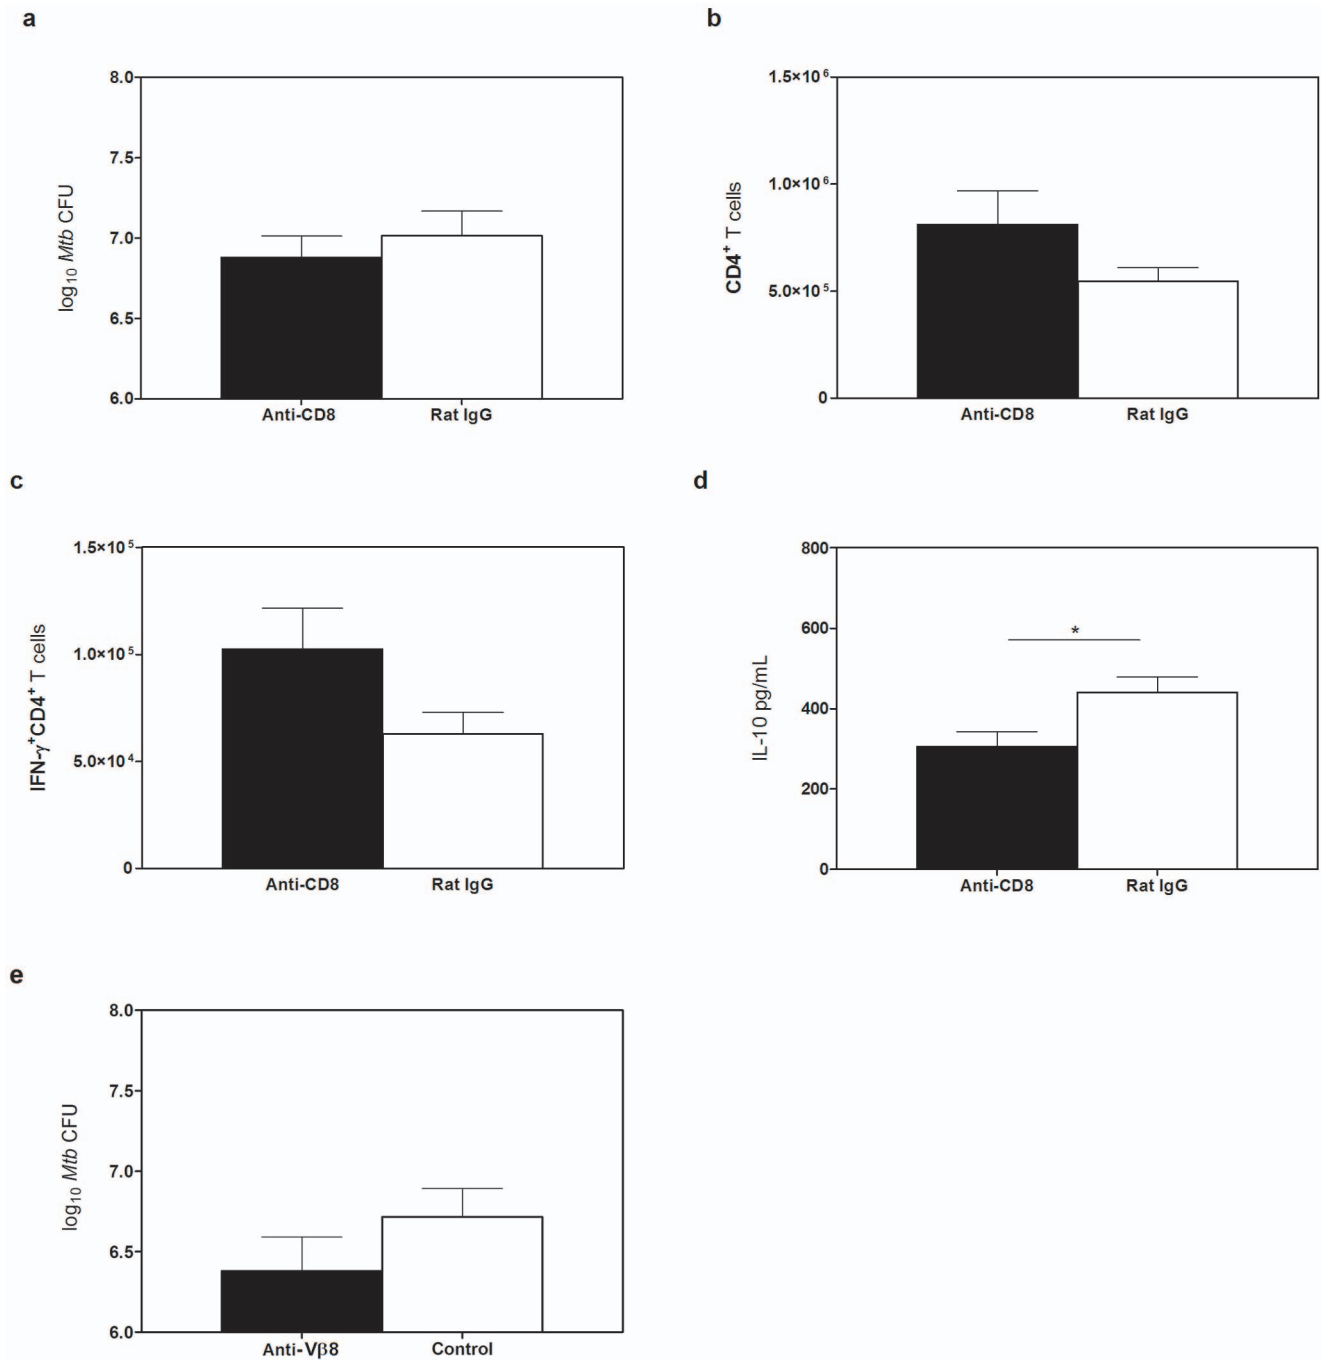 a
log₁₀ Mtb CFU
8.0
7.5
7.0
6.5
6.0
Anti-CD8 Rat IgG
b
CD4⁺ T cells
1.5×10⁶
1.0×10⁶
5.0×10⁵
0
Anti-CD8 Rat IgG
c
IFN-γ⁺CD4⁺ T cells
1.5×10⁵
1.0×10⁵
5.0×10⁴
0
Anti-CD8 Rat IgG
d
IL-10 pg/mL
800
600
400
200
0
*
Anti-CD8 Rat IgG
e
log₁₀ Mtb CFU
8.0
7.5
7.0
6.5
6.0
Anti-Vβ8 Control